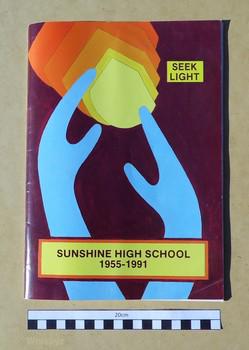 SEEK
LIGHT
SUNSHINE HIGH SCHOOL
1955-1991
20cm